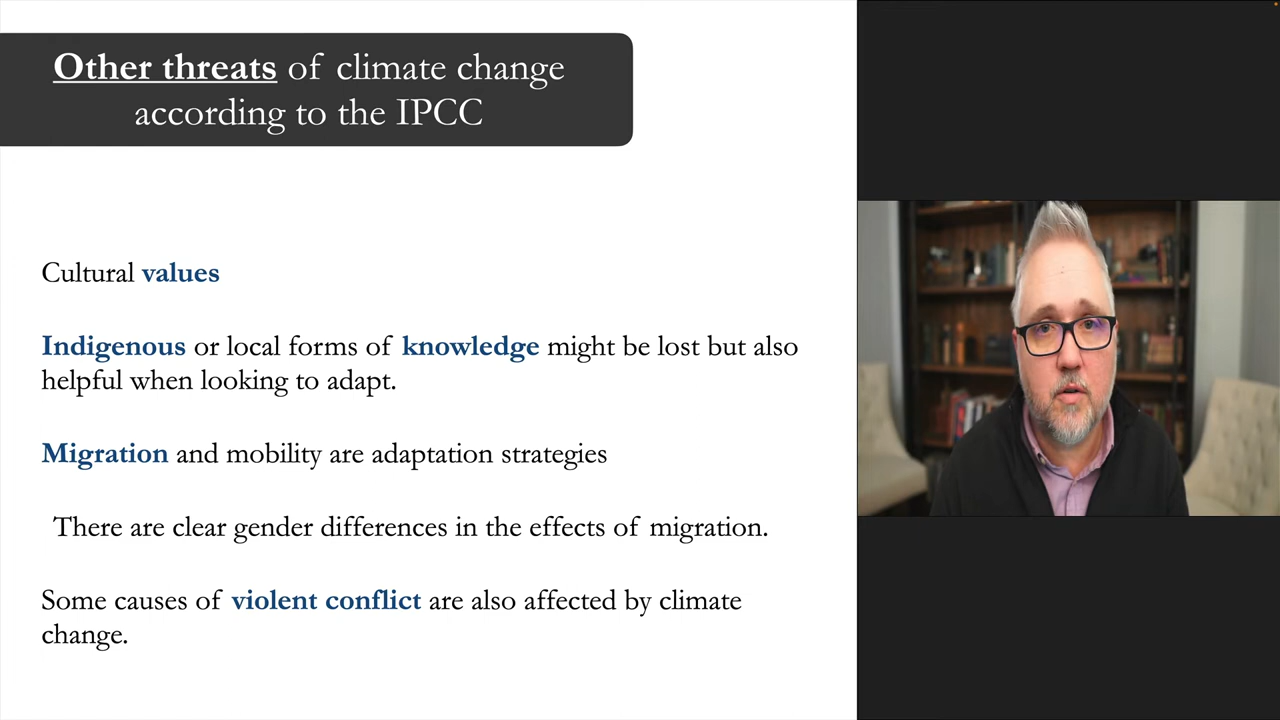 Other threats of climate change
according to the IPCC
Cultural values
Indigenous or local forms of knowledge might be lost but also
helpful when looking to adapt.
Migration and mobility are adaptation strategies
There are clear gender differences in the effects of migration.
Some causes of violent conflict are also affected by climate
change.